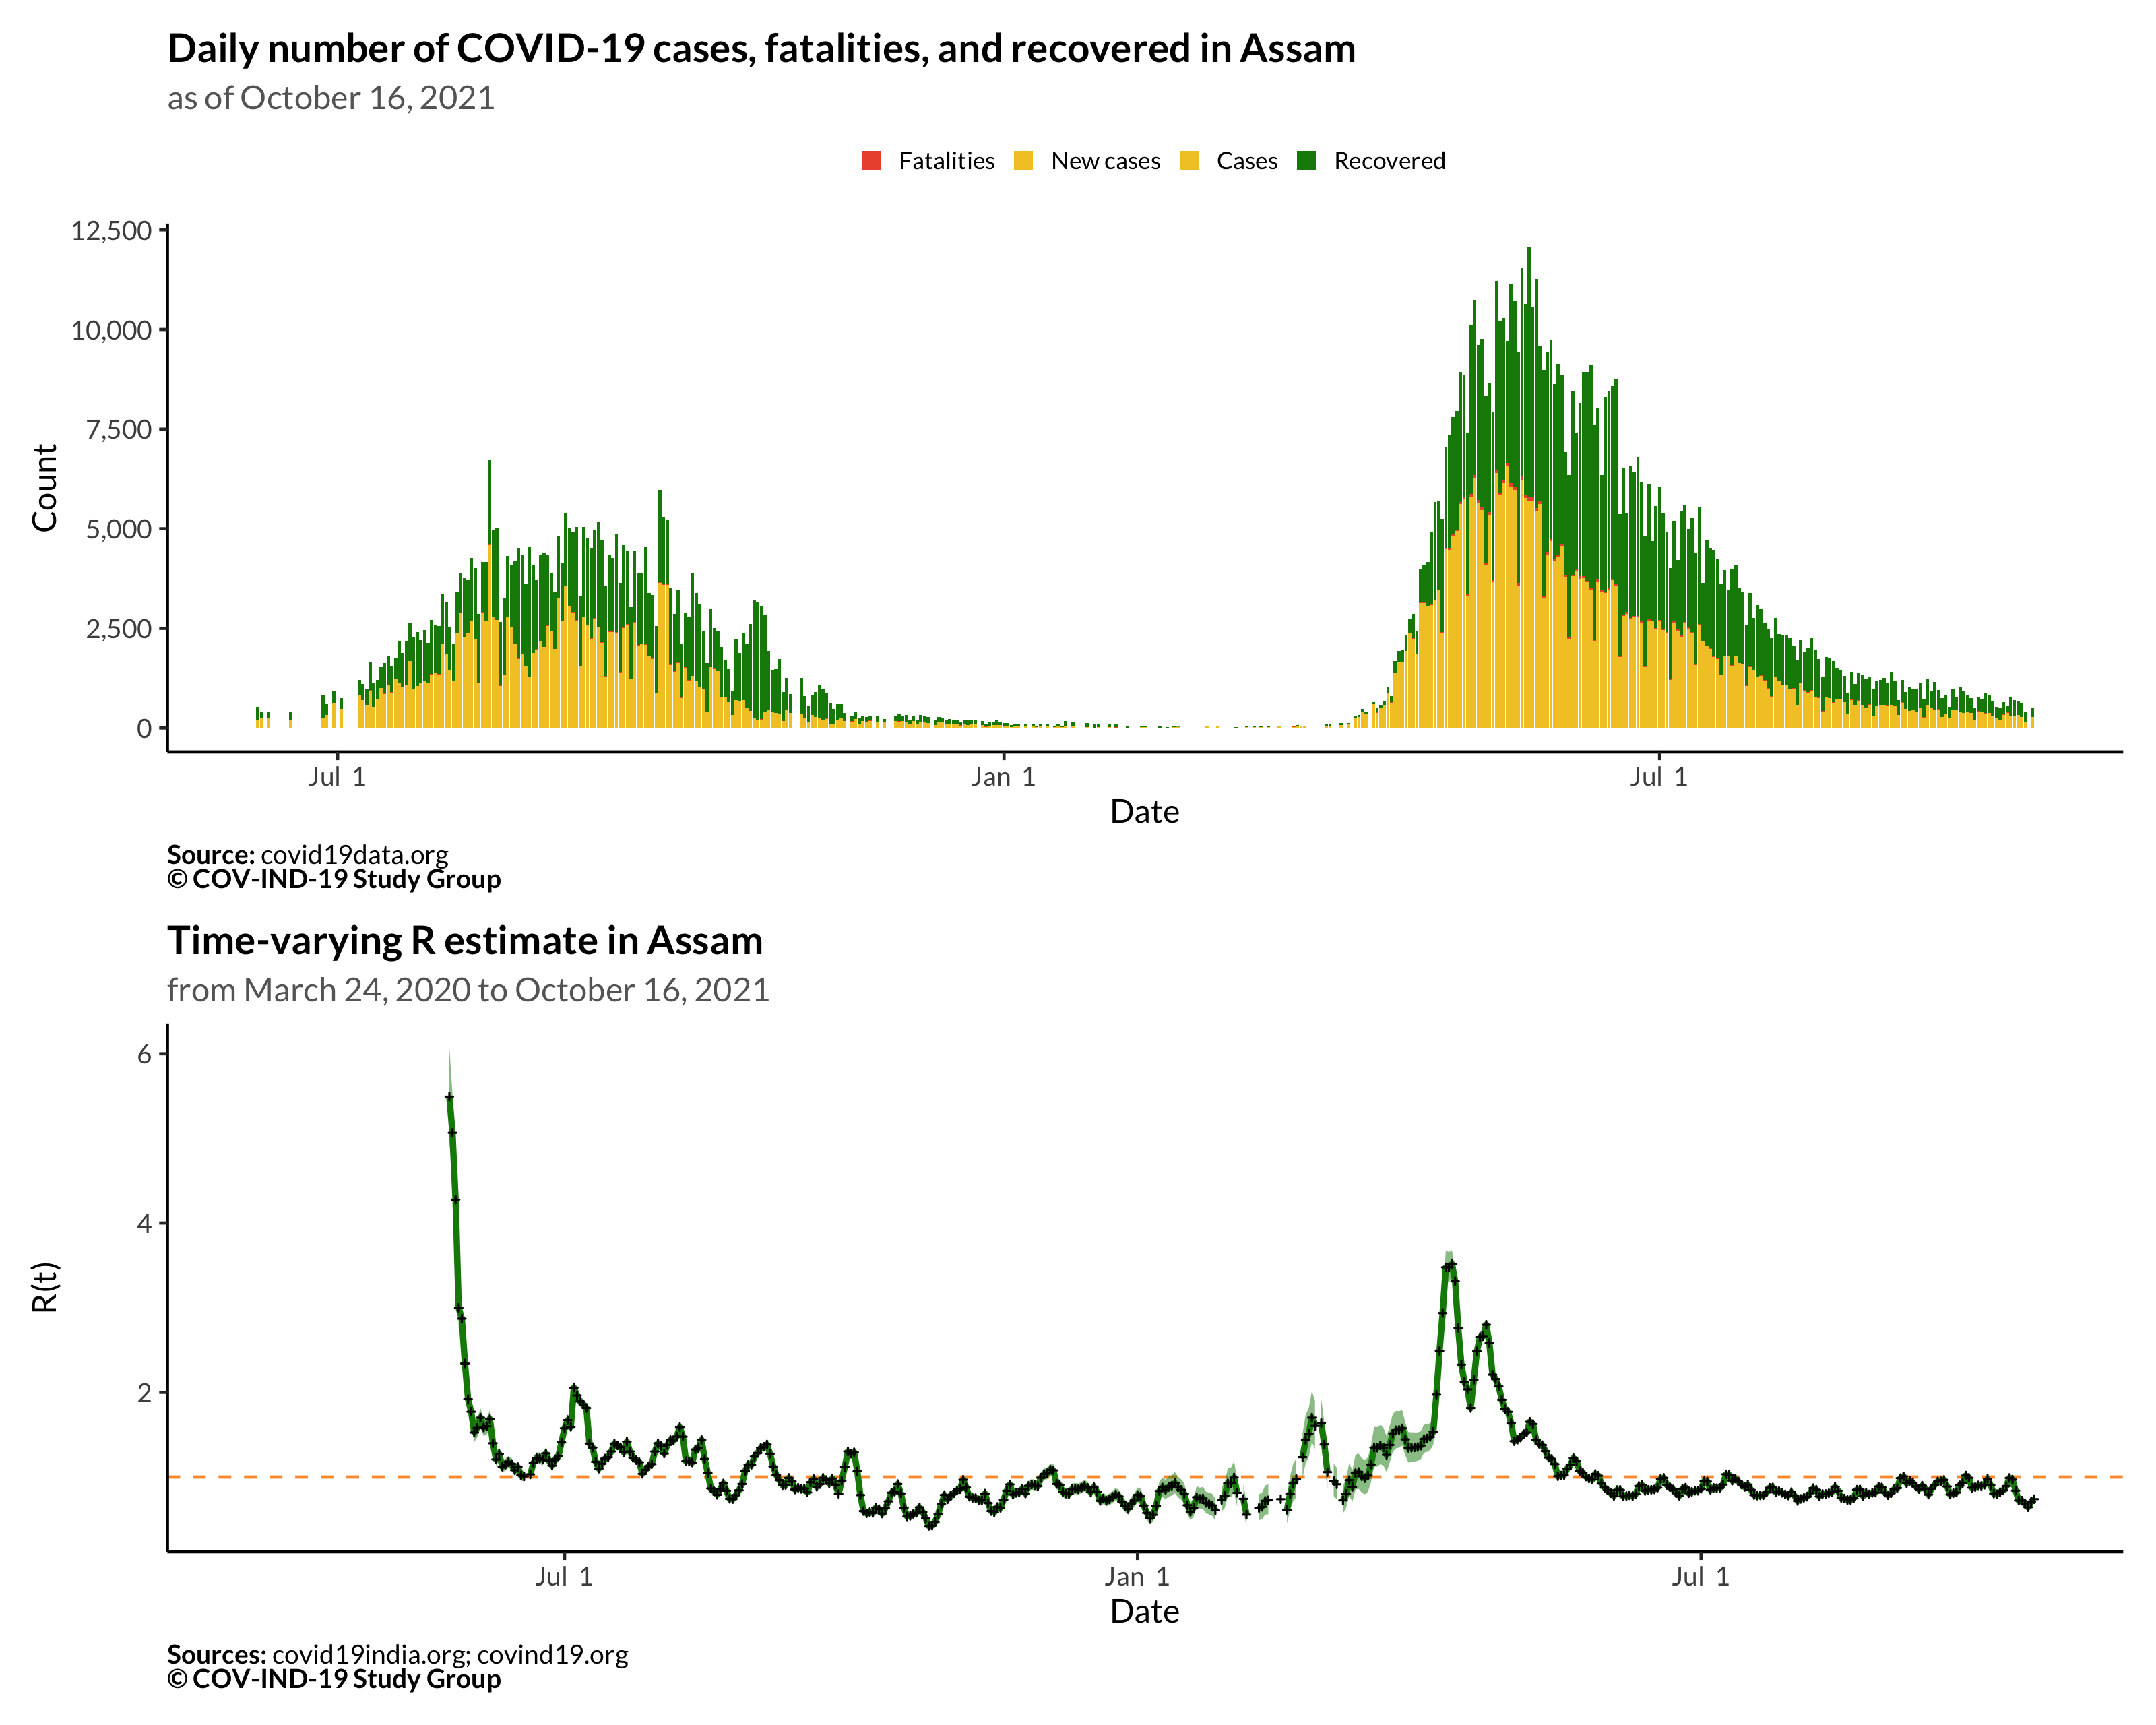 Daily number of COVID-19 cases, fatalities, and recovered in Assam
as of October 16, 2021
Fatalities New cases Cases Recovered
12,500
10,000
7,500
5,000
2,500
0
Count
Jul 1 Jan 1 Jul 1
Date
Source: covid19data.org
© COV-IND-19 Study Group
Time-varying R estimate in Assam
from March 24, 2020 to October 16, 2021
6
4
2
R(t)
Jul 1 Jan 1 Jul 1
Date
Sources: covid19india.org; covind19.org
© COV-IND-19 Study Group